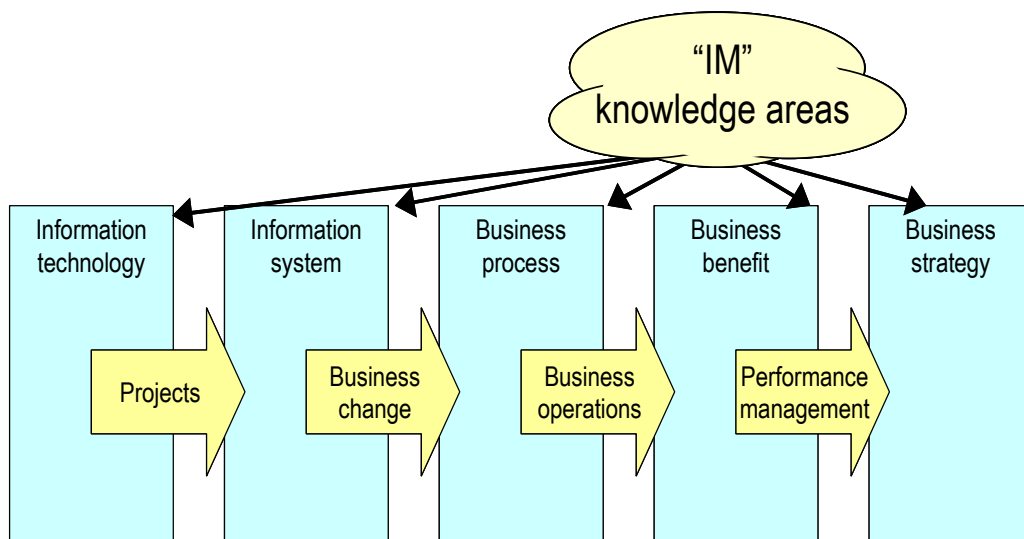 “IM”
knowledge areas
Information
technology
Information
system
Business
process
Business
benefit
Business
strategy
Projects
Business
change
Business
operations
Performance
management